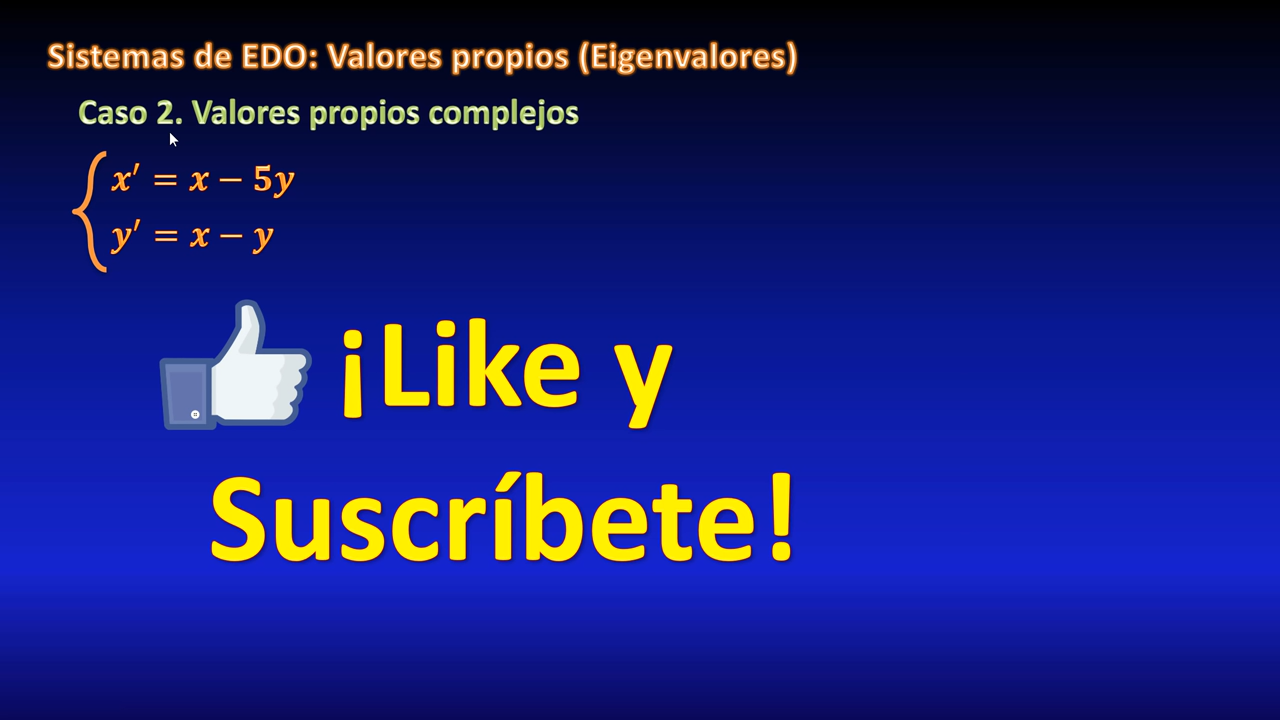 Sistemas de EDO: Valores propios (Eigenvalores)
Caso 2. Valores propios complejos
x′ = x − 5y
y′ = x − y
¡Like y
Suscríbete!